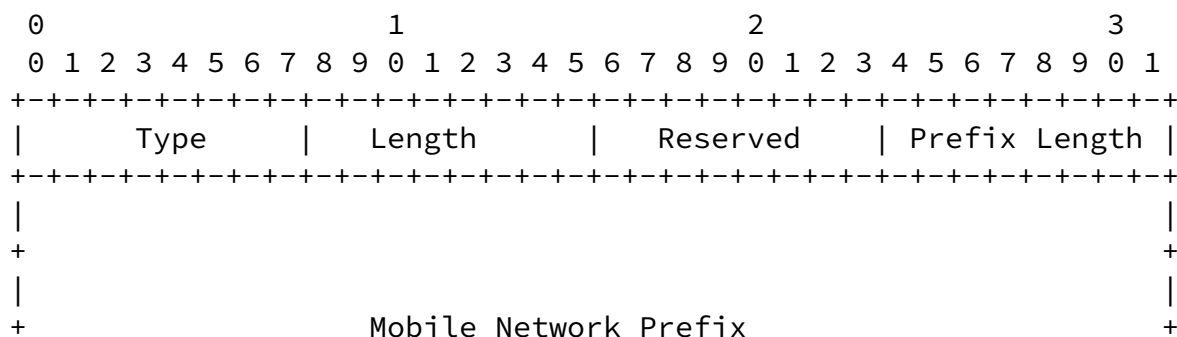 0                   1                   2                   3
 0 1 2 3 4 5 6 7 8 9 0 1 2 3 4 5 6 7 8 9 0 1 2 3 4 5 6 7 8 9 0 1
+-+-+-+-+-+-+-+-+-+-+-+-+-+-+-+-+-+-+-+-+-+-+-+-+-+-+-+-+-+-+-+-+
|      Type     |   Length      |   Reserved    | Prefix Length |
+-+-+-+-+-+-+-+-+-+-+-+-+-+-+-+-+-+-+-+-+-+-+-+-+-+-+-+-+-+-+-+-+
|                                                               |
+                                                               +
|                                                               |
+                   Mobile Network Prefix                       +